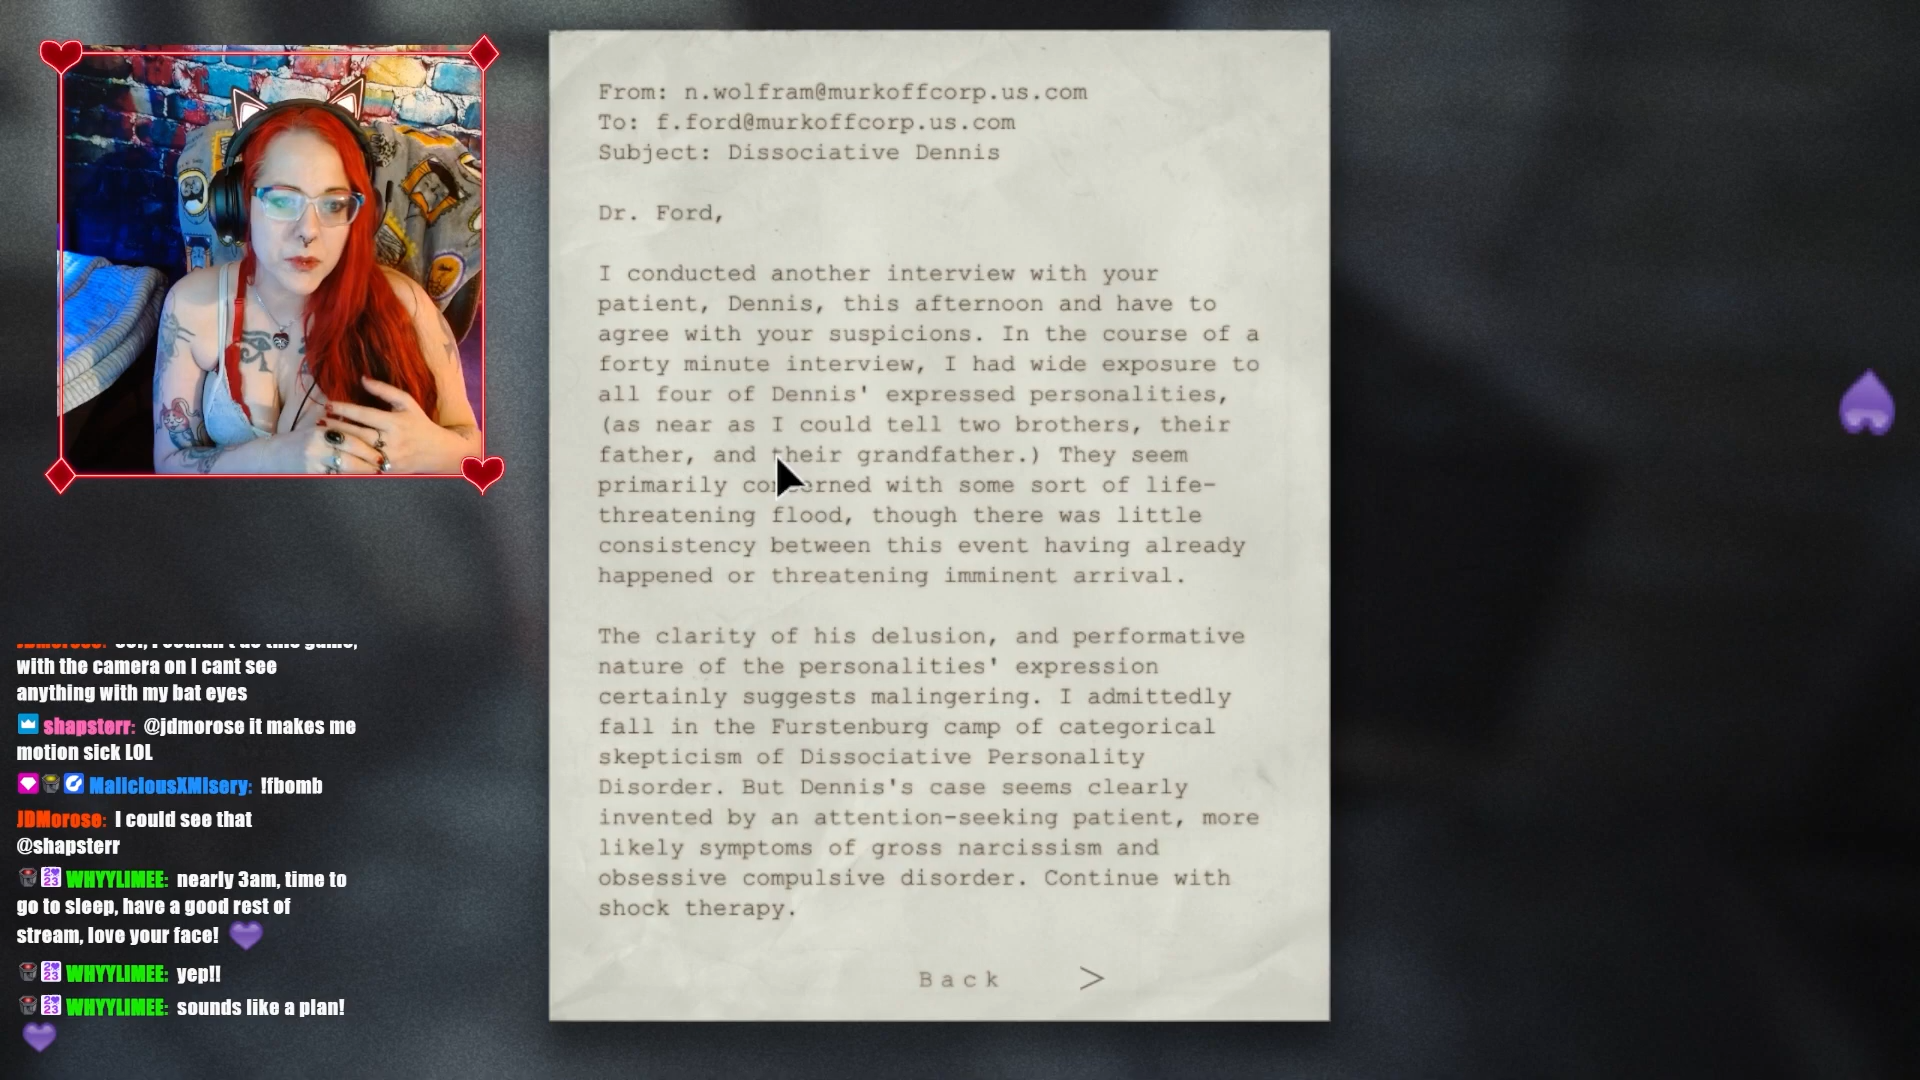 From: n.wolfram@murkoffcorp.us.com
To: f.ford@murkoffcorp.us.com
Subject: Dissociative Dennis
Dr. Ford,
I conducted another interview with your
patient, Dennis, this afternoon and have to
agree with your suspicions. In the course of a
forty minute interview, I had wide exposure to
all four of Dennis' expressed personalities,
(as near as I could tell two brothers, their
father, and their grandfather.) They seem
primarily concerned with some sort of life-
threatening flood, though there was little
consistency between this event having already
happened or threatening imminent arrival.
The clarity of his delusion, and performative
nature of the personalities' expression
certainly suggests malingering. I admittedly
fall in the Furstenburg camp of categorical
skepticism of Dissociative Personality
Disorder. But Dennis's case seems clearly
invented by an attention-seeking patient, more
likely symptoms of gross narcissism and
obsessive compulsive disorder. Continue with
shock therapy.
Back >
with the camera on I cant see
anything with my bat eyes
shapsterr: @jdmorose it makes me
motion sick LOL
MaliciousXMIsery: !fbomb
JDMorose: I could see that
@shapsterr
WHYYLIMEE: nearly 3am, time to
go to sleep, have a good rest of
stream, love your face!
WHYYLIMEE: yep!!
WHYYLIMEE: sounds like a plan!